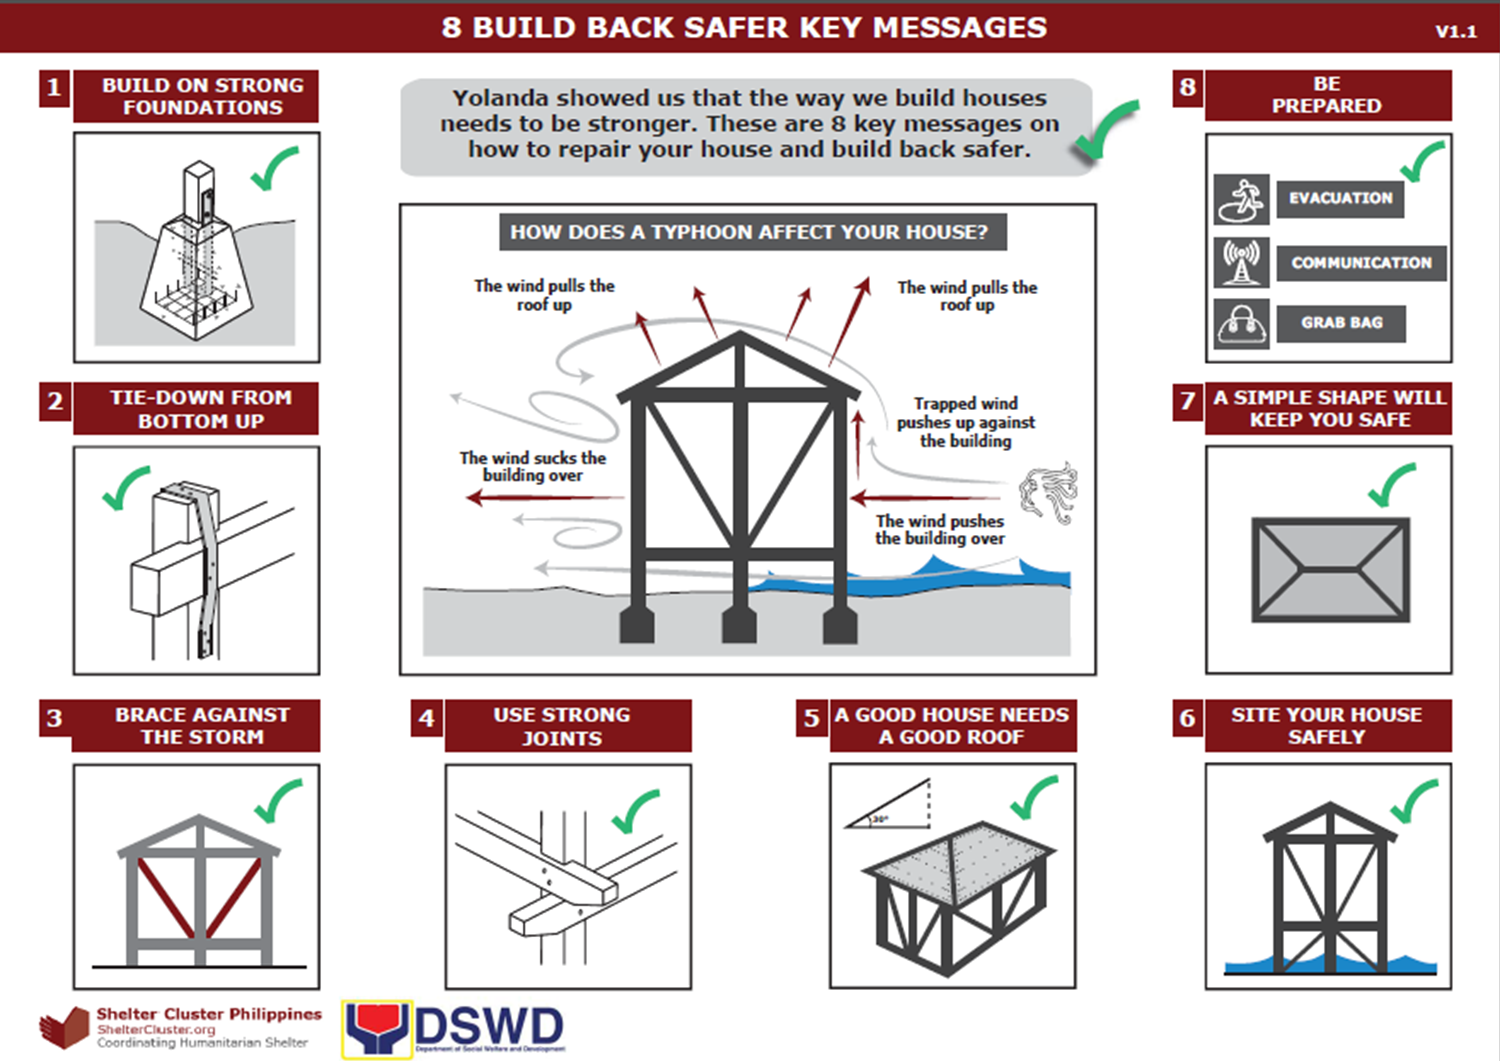 8 BUILD BACK SAFER KEY MESSAGES
V1.1
1
BUILD ON STRONG
FOUNDATIONS
Yolanda showed us that the way we build houses
needs to be stronger. These are 8 key messages on
how to repair your house and build back safer.
8
BE
PREPARED
EVACUATION
COMMUNICATION
GRAB BAG
HOW DOES A TYPHOON AFFECT YOUR HOUSE?
The wind pulls the
roof up
The wind pulls the
roof up
Trapped wind
pushes up against
the building
The wind sucks the
building over
The wind pushes
the building over
2
TIE-DOWN FROM
BOTTOM UP
7
A SIMPLE SHAPE WILL
KEEP YOU SAFE
3
BRACE AGAINST
THE STORM
4
USE STRONG
JOINTS
5
A GOOD HOUSE NEEDS
A GOOD ROOF
30°
6
SITE YOUR HOUSE
SAFELY
Shelter Cluster Philippines
ShelterCluster.org
Coordinating Humanitarian Shelter
DSWD
Department of Social Welfare and Development